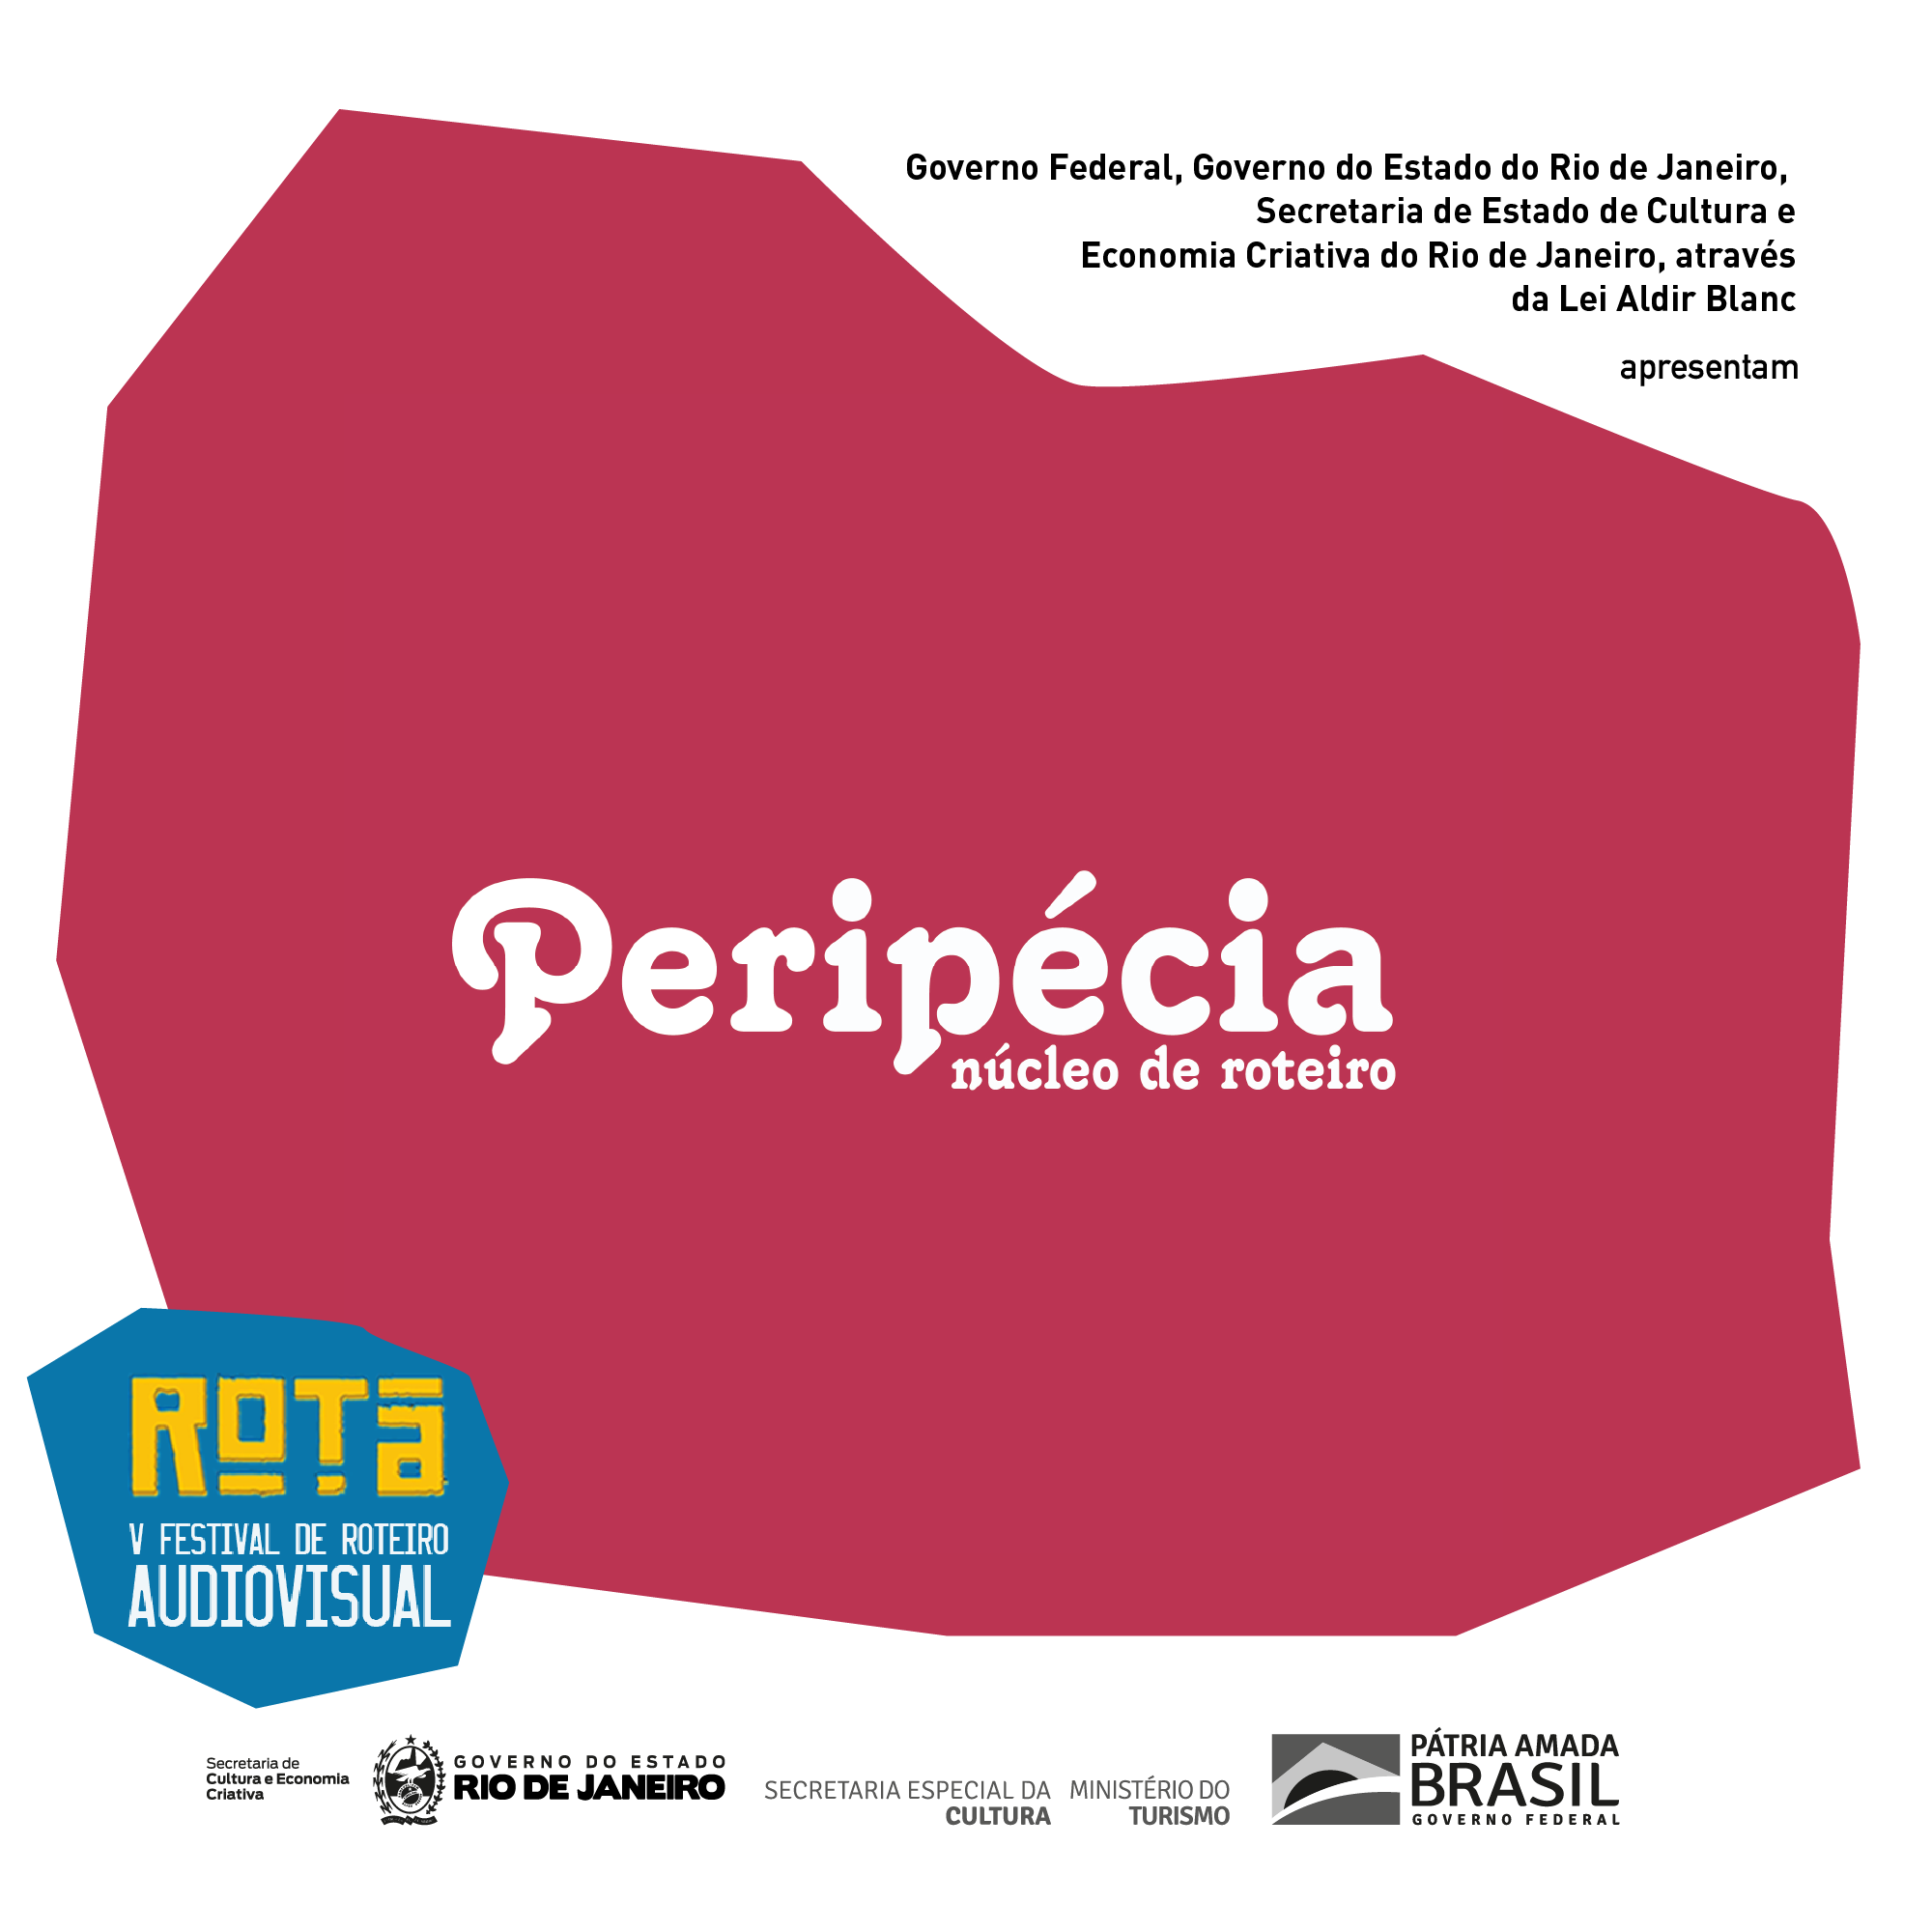 Governo Federal, Governo do Estado do Rio de Janeiro,
Secretaria de Estado de Cultura e
Economia Criativa do Rio de Janeiro, através
da Lei Aldir Blanc
apresentam
Peripécia
núcleo de roteiro
ROTA
V FESTIVAL DE ROTEIRO
AUDIOVISUAL
Secretaria de
Cultura e Economia
Criativa
GOVERNO DO ESTADO
RIO DE JANEIRO
SECRETARIA ESPECIAL DA
CULTURA
MINISTÉRIO DO
TURISMO
PÁTRIA AMADA
BRASIL
GOVERNO FEDERAL